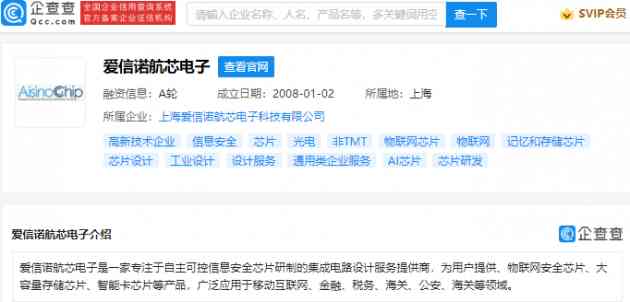 企查查
Qcc.com
全国企业信用查询系统
官方备案企业征信机构
请输入企业名称、人名、产品名等，多关键词用空
查一下
SVIP会员
AisinoChip
爱信诺航芯电子
查看官网
融资信息：A轮 成立日期：2008-01-02 所属地：上海
所属企业：上海爱信诺航芯电子科技有限公司
高新技术企业 信息安全 芯片 光电 非TMT 物联网芯片 物联网 记忆和存储芯片
芯片设计 工业设计 设计服务 通用类企业服务 AI芯片 芯片研发
爱信诺航芯电子介绍
企查查
爱信诺航芯电子是一家专注于自主可控信息安全芯片研制的集成电路设计服务提供商，为用户提供、物联网安全芯片、大
容量存储芯片、智能卡芯片等产品，广泛应用于移动互联网、金融、税务、海关、公安、海关等领域。